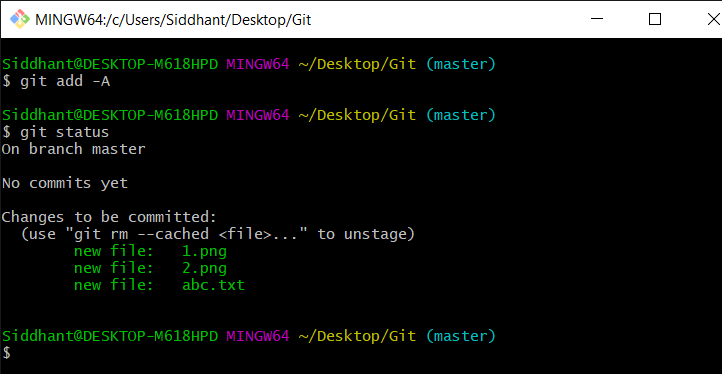 MINGW64:/c/Users/Siddhant/Desktop/Git
Siddhant@DESKTOP-M618HPD MINGW64 ~/Desktop/Git (master)
$ git add -A
Siddhant@DESKTOP-M618HPD MINGW64 ~/Desktop/Git (master)
$ git status
On branch master
No commits yet
Changes to be committed:
  (use "git rm --cached <file>..." to unstage)
        new file:   1.png
        new file:   2.png
        new file:   abc.txt
Siddhant@DESKTOP-M618HPD MINGW64 ~/Desktop/Git (master)
$